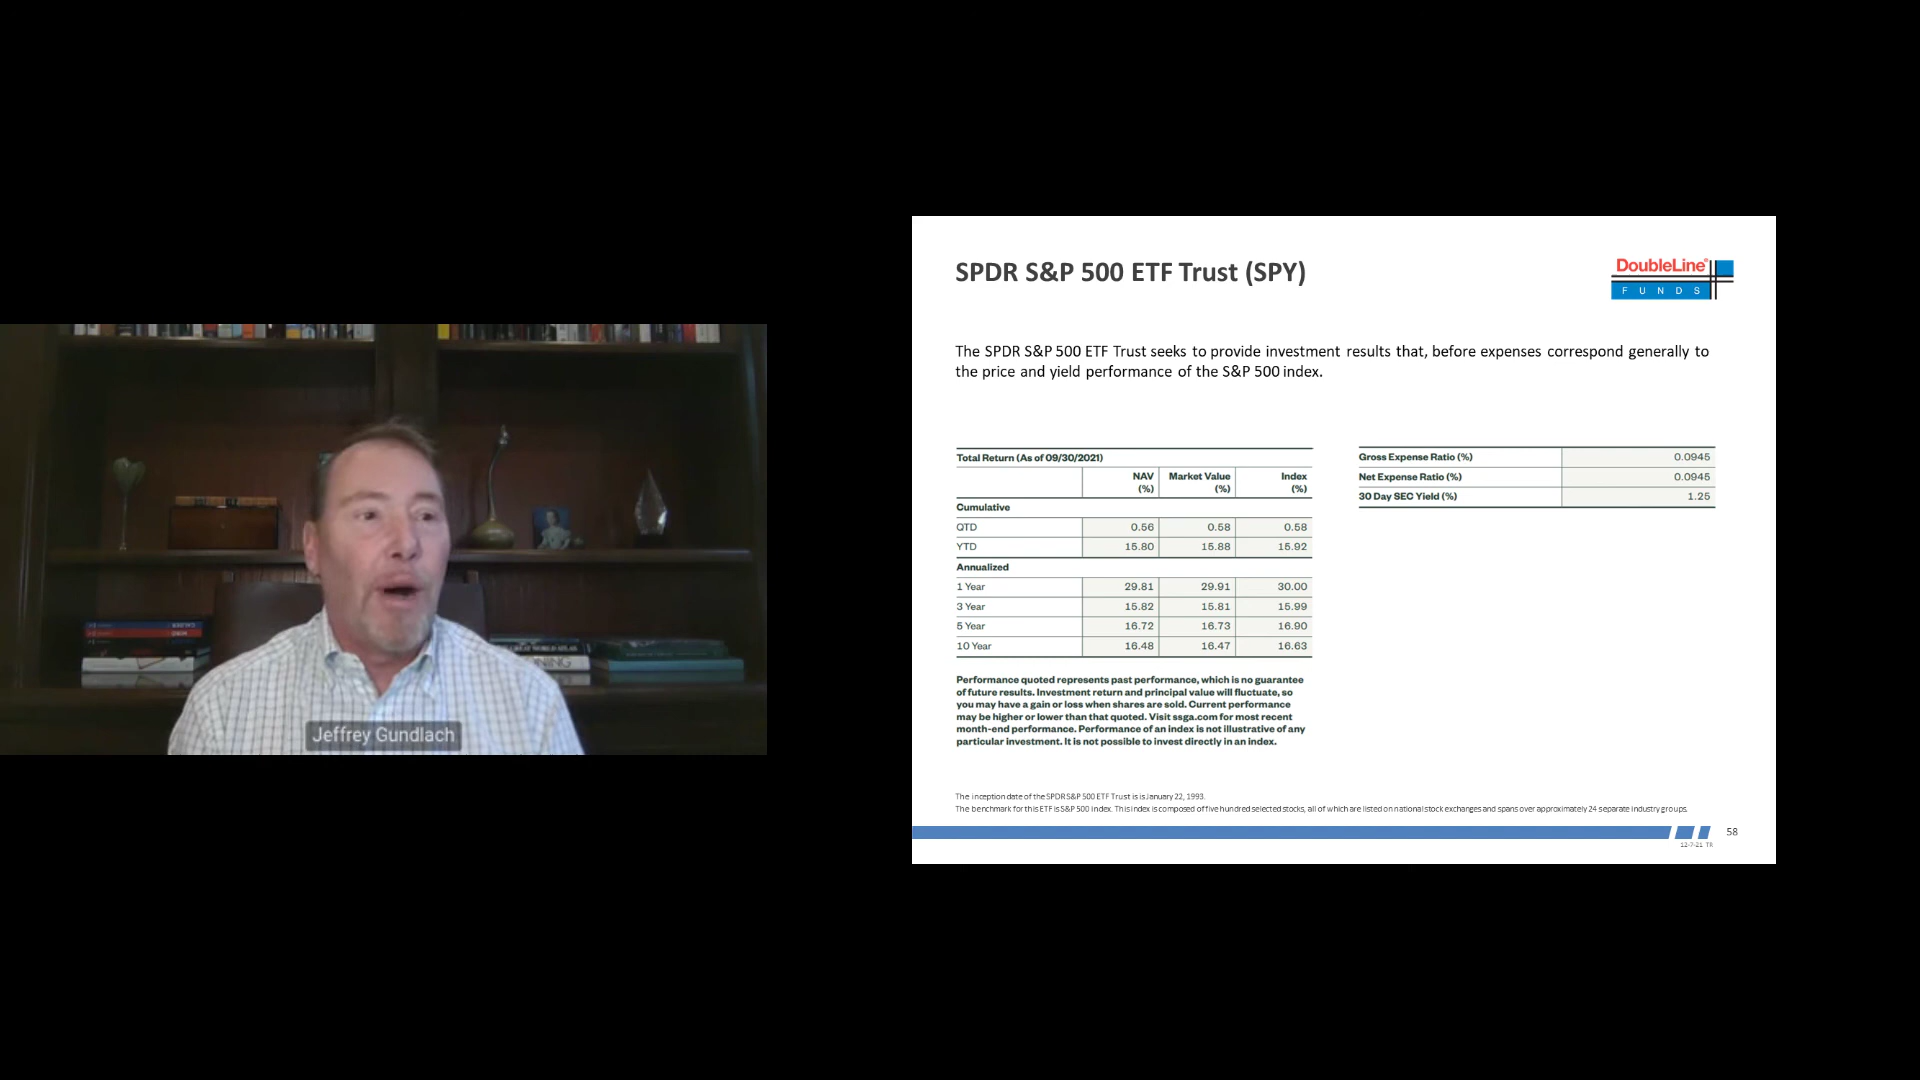 Jeffrey Gundlach
SPDR S&P 500 ETF Trust (SPY)
DoubleLine®
FUNDS
The SPDR S&P 500 ETF Trust seeks to provide investment results that, before expenses correspond generally to
the price and yield performance of the S&P 500 index.
Total Return (As of 09/30/2021)
NAV Market Value Index
(%) (%) (%)
Cumulative
QTD 0.56 0.58 0.58
YTD 15.80 15.88 15.92
Annualized
1 Year 29.81 29.91 30.00
3 Year 15.82 15.81 15.99
5 Year 16.72 16.73 16.90
10 Year 16.48 16.47 16.63
Gross Expense Ratio (%) 0.0945
Net Expense Ratio (%) 0.0945
30 Day SEC Yield (%) 1.25
Performance quoted represents past performance, which is no guarantee
of future results. Investment return and principal value will fluctuate, so
you may have a gain or loss when shares are sold. Current performance
may be higher or lower than that quoted. Visit ssga.com for most recent
month-end performance. Performance of an index is not illustrative of any
particular investment. It is not possible to invest directly in an index.
The inception date of the SPDR S&P 500 ETF Trust is is January 22, 1993.
The benchmark for this ETF is S&P 500 Index. This index is composed of five hundred selected stocks, all of which are listed on national stock exchanges and spans over approximately 24 separate industry groups.
58
12-7-21 TR